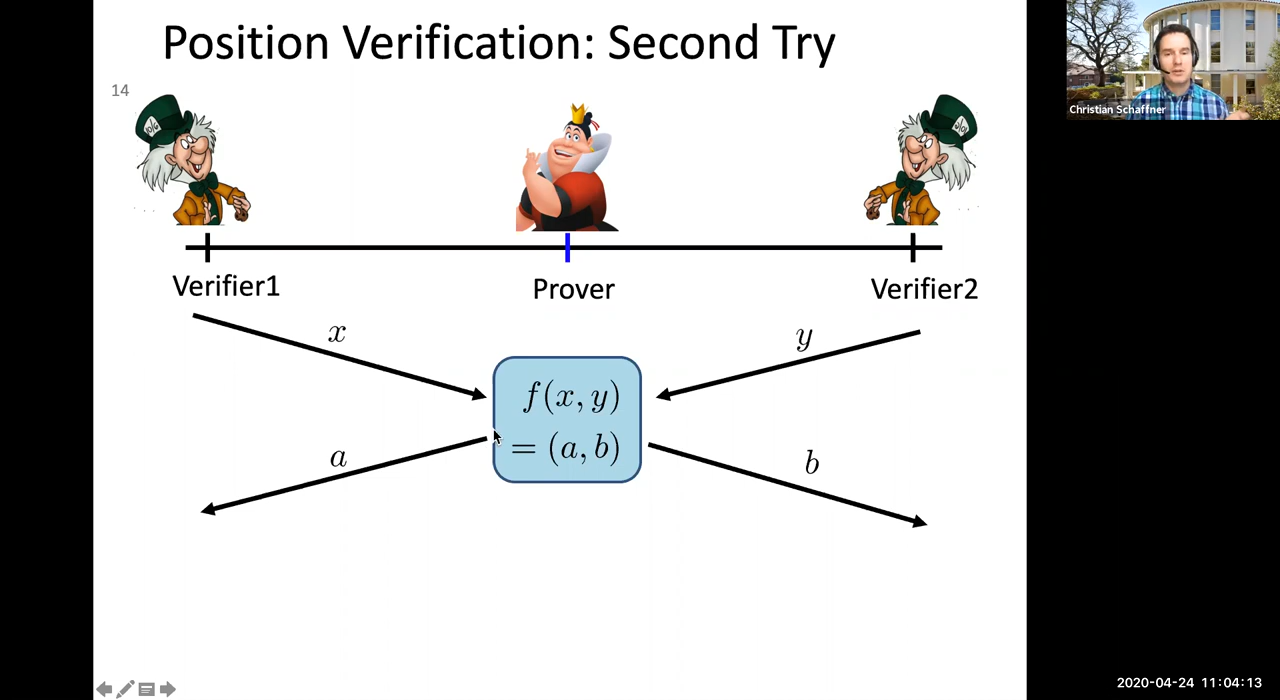 Position Verification: Second Try
Christian Schaffner
14
Verifier1
Prover
Verifier2
x
y
f(x, y)
= (a, b)
a
b
2020-04-24 11:04:13